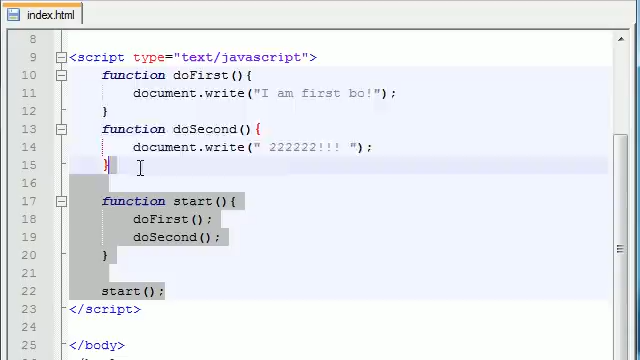 index.html
8
9 <script type="text/javascript">
10 function doFirst(){
11 document.write("I am first bo!");
12 }
13 function doSecond(){
14 document.write(" 222222!!! ");
15 }
16
17 function start(){
18 doFirst();
19 doSecond();
20 }
21
22 start();
23 </script>
24
25 </body>